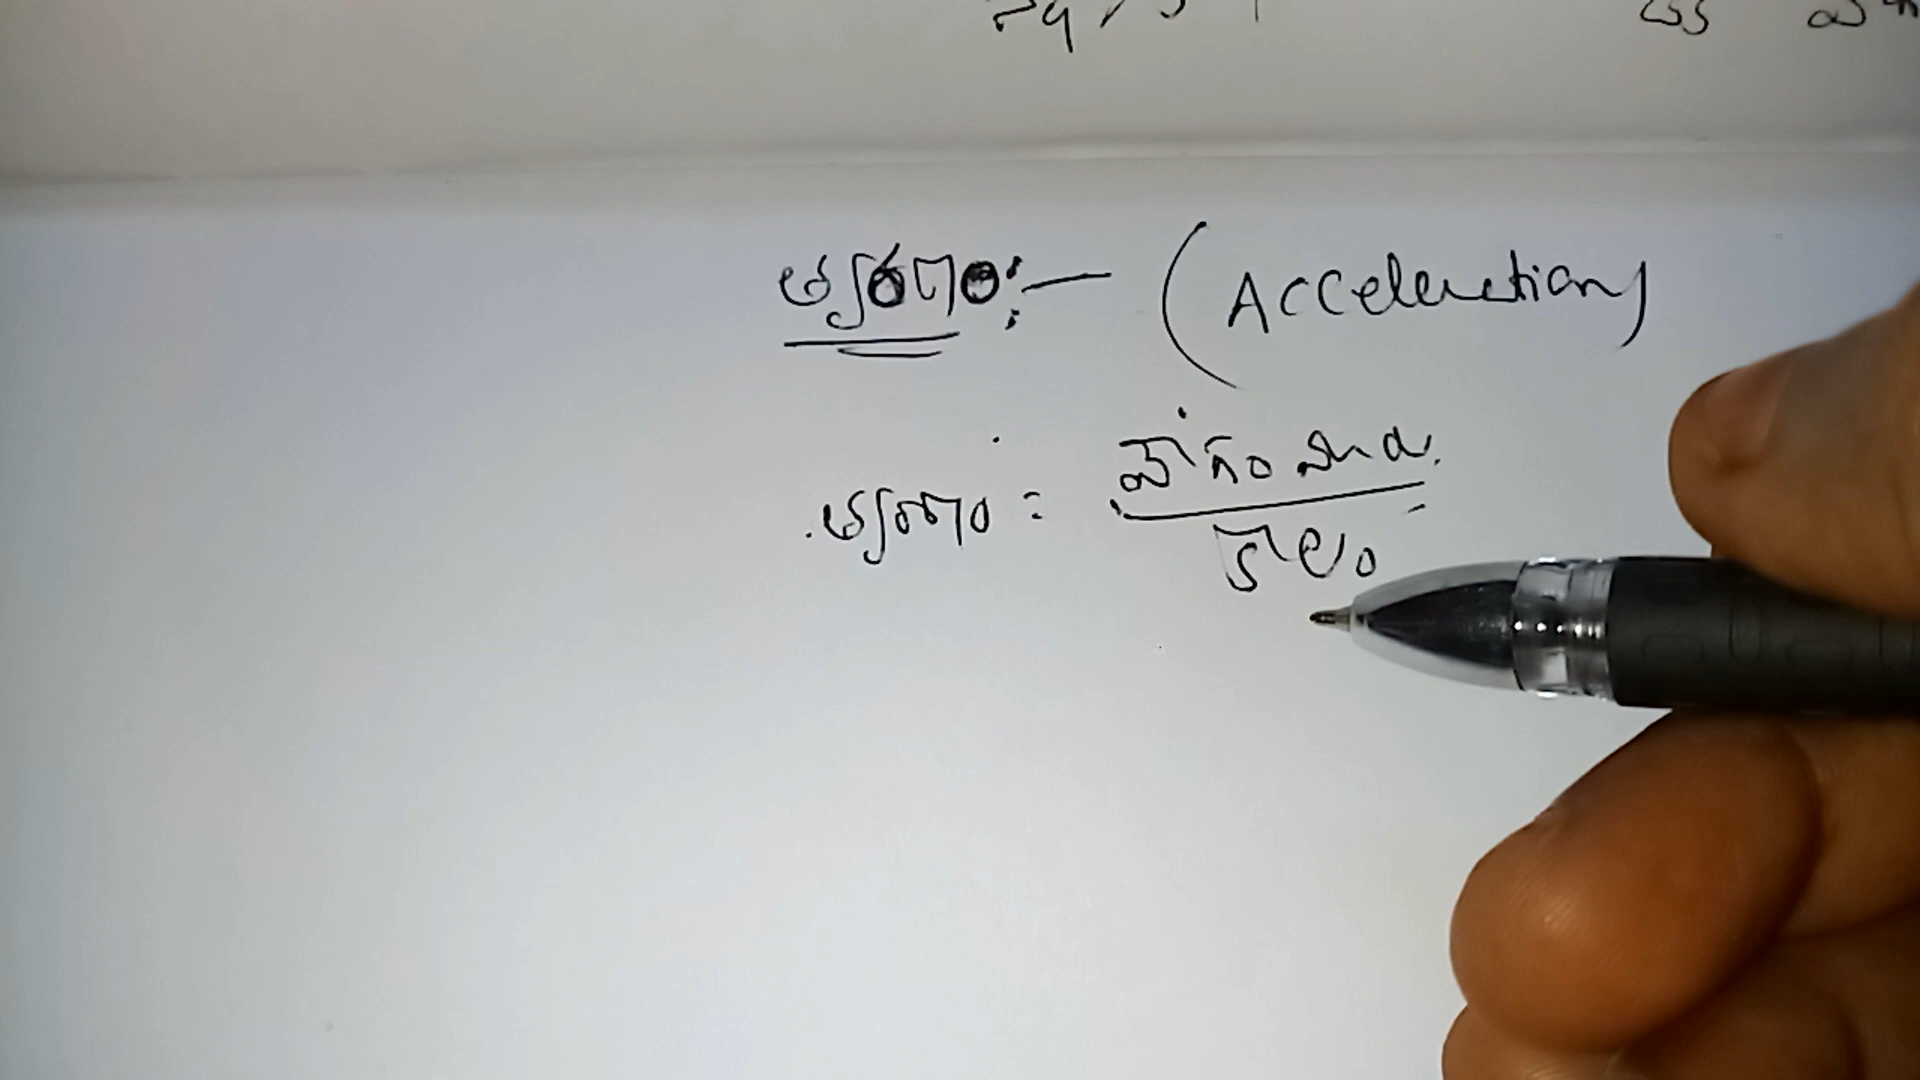 త్వరణం :— (Acceleration)
త్వరణం = వేగం మార్పు
కాలం